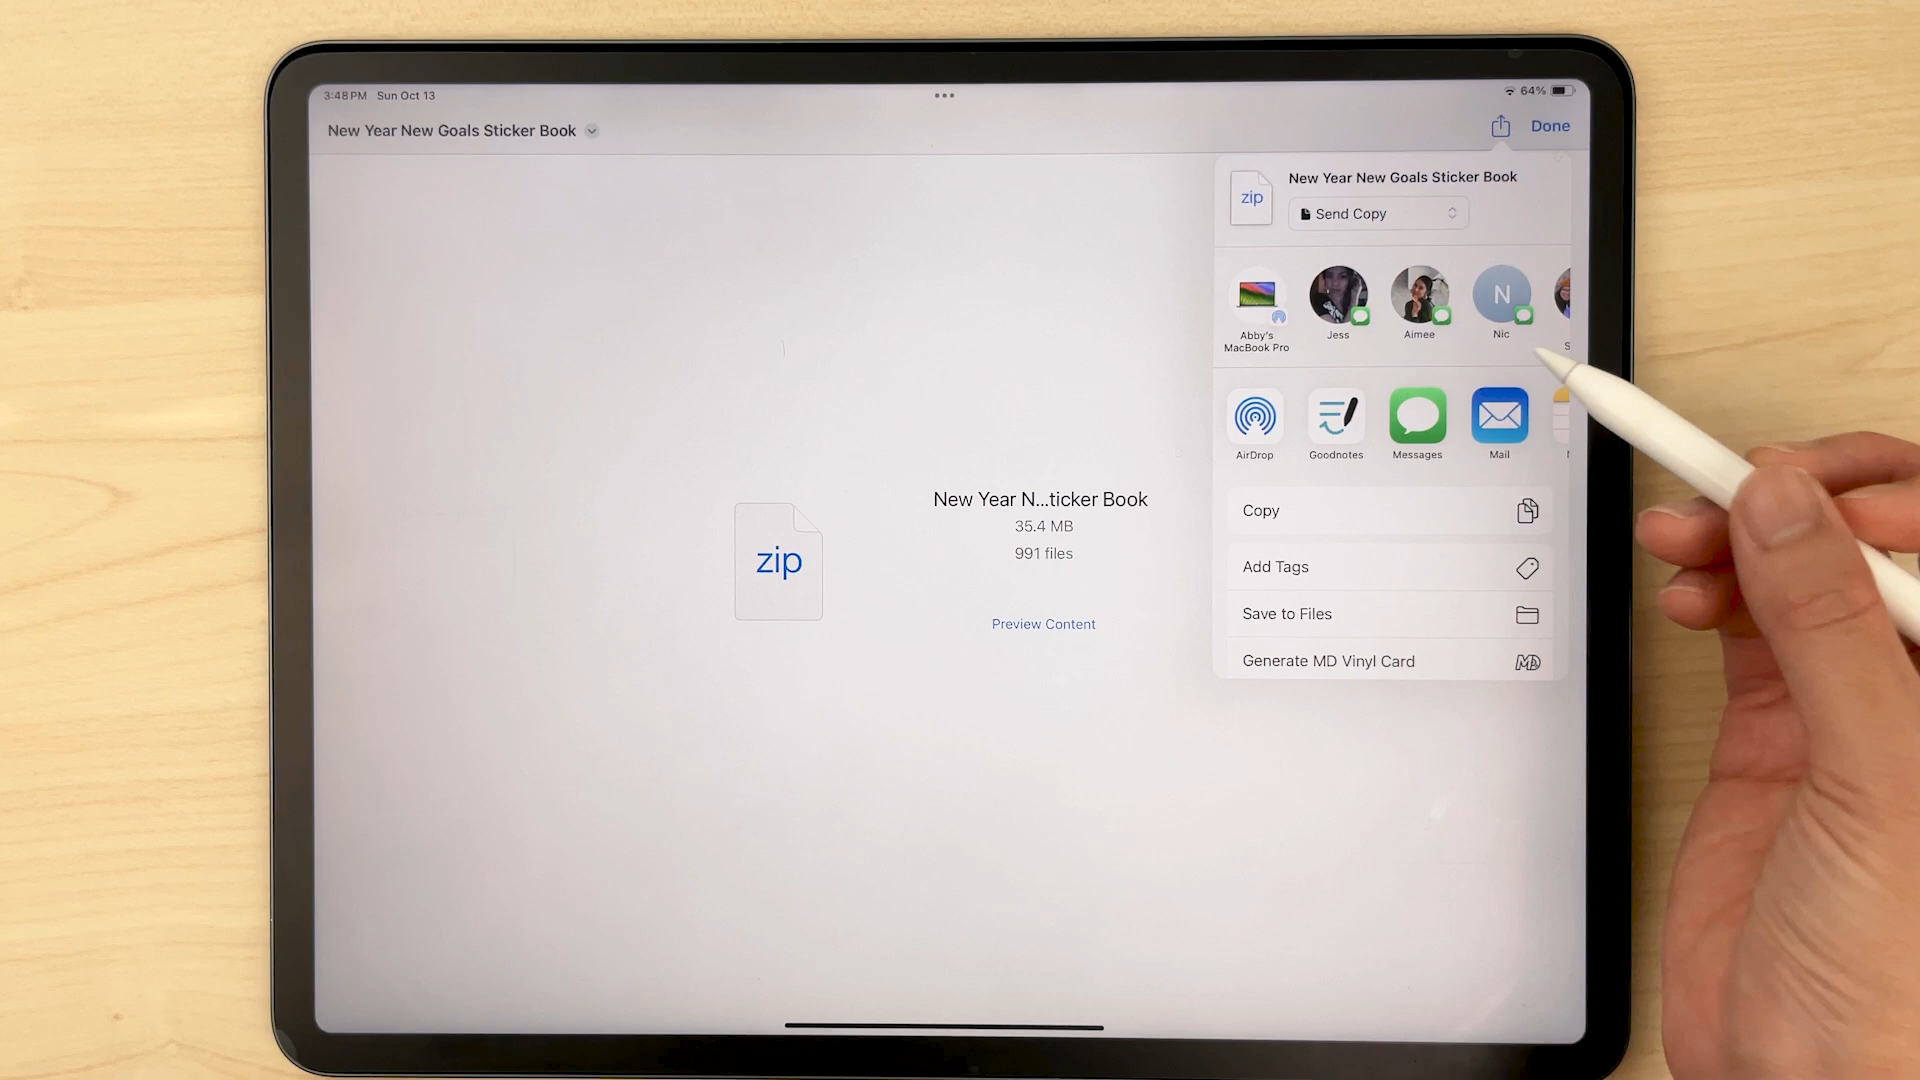 3:48 PM Sun Oct 13
64%
New Year New Goals Sticker Book
Done
zip
New Year New Goals Sticker Book
Send Copy
N
Abby's
MacBook Pro
Jess
Aimee
Nic
S
AirDrop
Goodnotes
Messages
Mail
Copy
Add Tags
Save to Files
Generate MD Vinyl Card
MD
zip
New Year N...ticker Book
35.4 MB
991 files
Preview Content